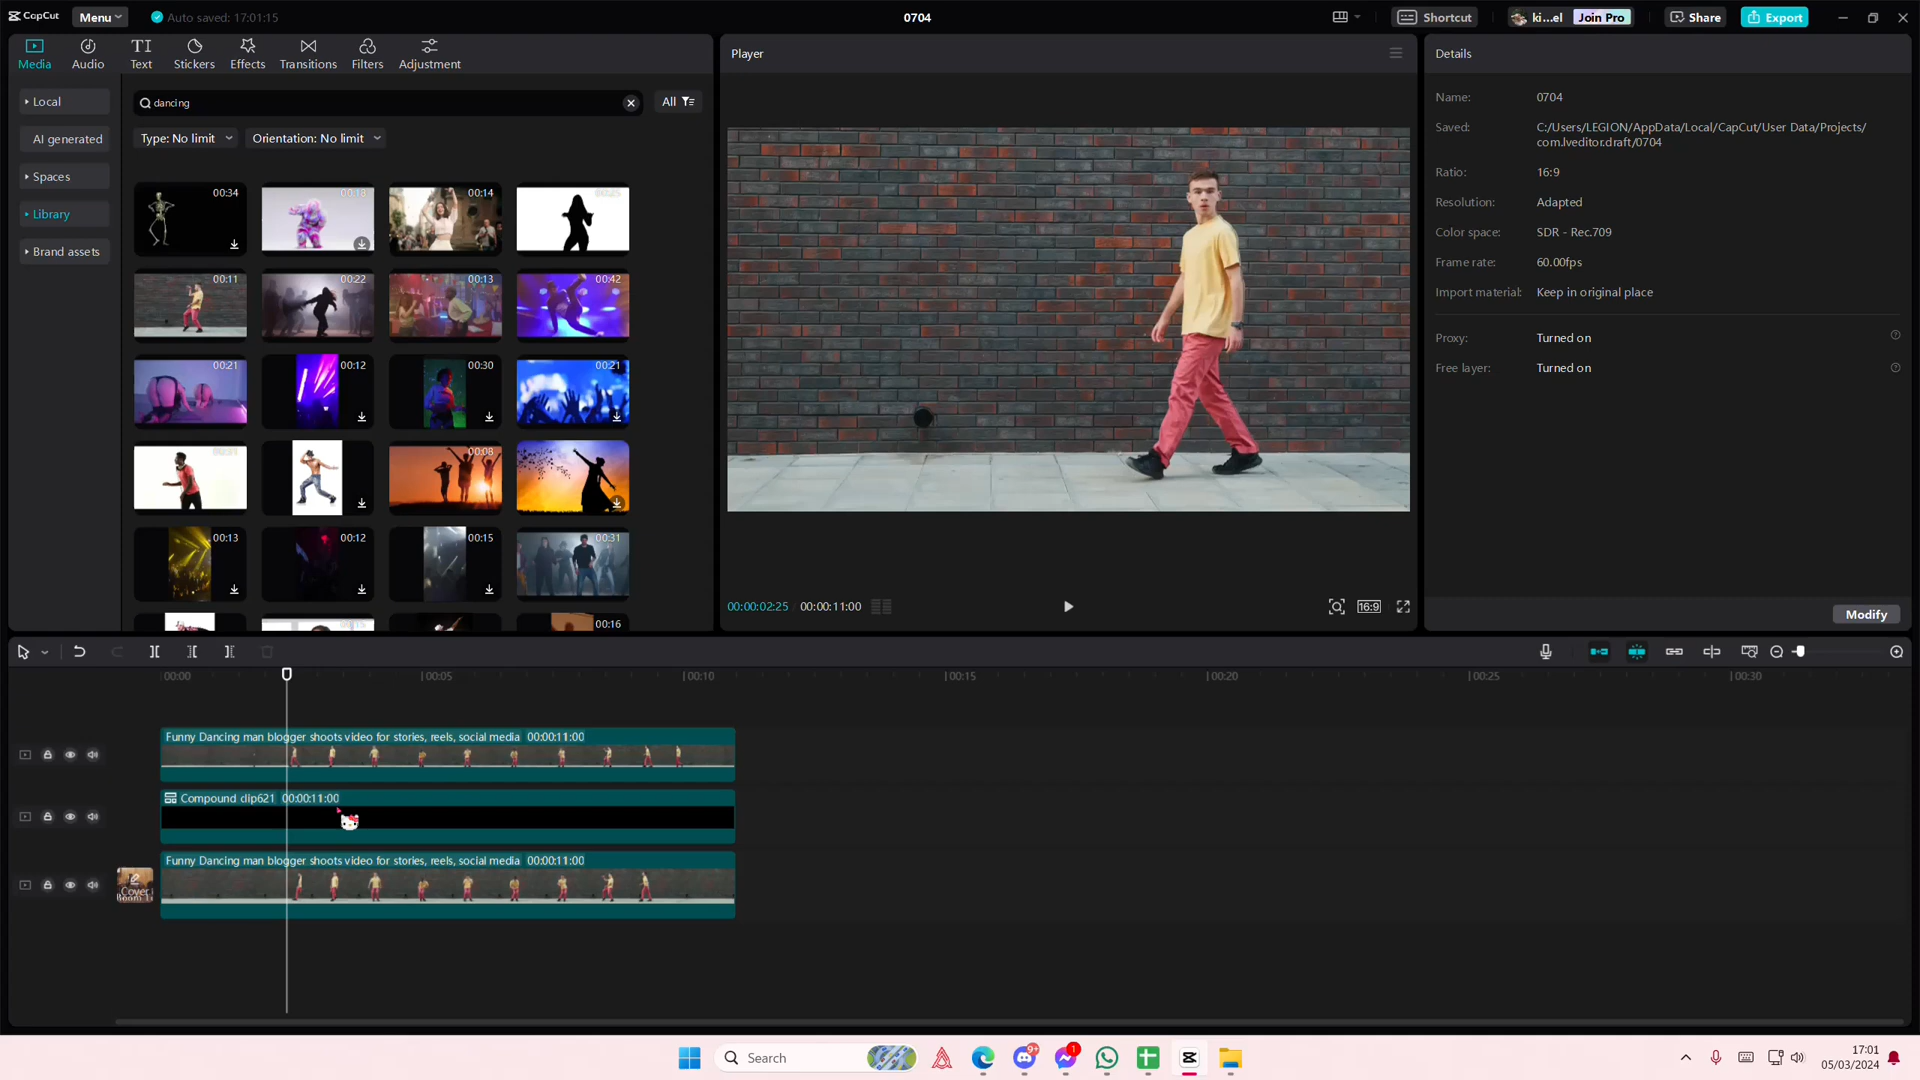 CapCut
Menu
Auto saved: 17:01:15
0704
Shortcut
ki...el
Join Pro
Share
Export
Media
Audio
Text
Stickers
Effects
Transitions
Filters
Adjustment
Local
AI generated
Spaces
Library
Brand assets
dancing
All
Type: No limit
Orientation: No limit
00:34
00:14
00:11
00:22
00:13
00:42
00:21
00:12
00:30
00:21
00:08
00:13
00:12
00:15
00:31
00:16
Player
00:00:02:25 / 00:00:11:00
16:9
Details
Name: 0704
Saved: C:/Users/LEGION/AppData/Local/CapCut/User Data/Projects/
com.lveditor.draft/0704
Ratio: 16:9
Resolution: Adapted
Color space: SDR - Rec.709
Frame rate: 60.00fps
Import material: Keep in original place
Proxy: Turned on
Free layer: Turned on
Modify
00:00
00:05
00:10
00:15
00:20
00:25
00:30
Funny Dancing man blogger shoots video for stories, reels, social media 00:00:11:00
Compound clip621 00:00:11:00
Funny Dancing man blogger shoots video for stories, reels, social media 00:00:11:00
Cover
Search
9+
1
17:01
05/03/2024